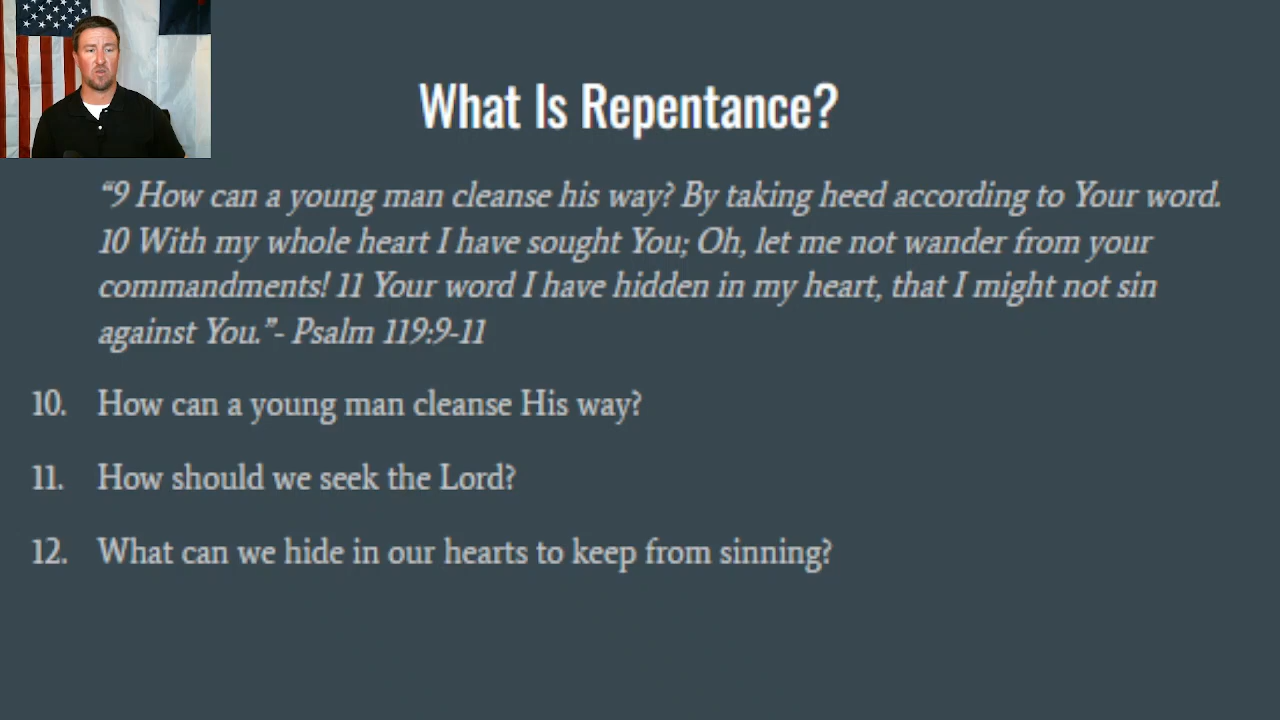 What Is Repentance?
“9 How can a young man cleanse his way? By taking heed according to Your word.
10 With my whole heart I have sought You; Oh, let me not wander from your
commandments! 11 Your word I have hidden in my heart, that I might not sin
against You.”- Psalm 119:9-11
10. How can a young man cleanse His way?
11. How should we seek the Lord?
12. What can we hide in our hearts to keep from sinning?